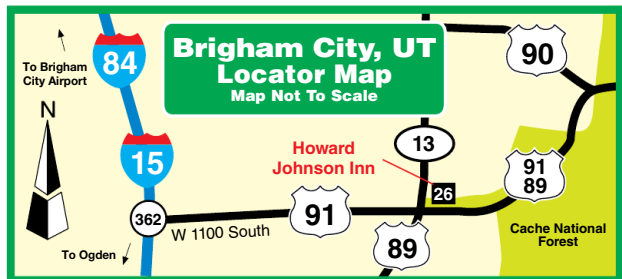 Brigham City, UT
Locator Map
Map Not To Scale
To Brigham
City Airport
84
90
N
15
13
Howard
Johnson Inn
26
91
89
362
W 1100 South
91
89
Cache National
Forest
To Ogden